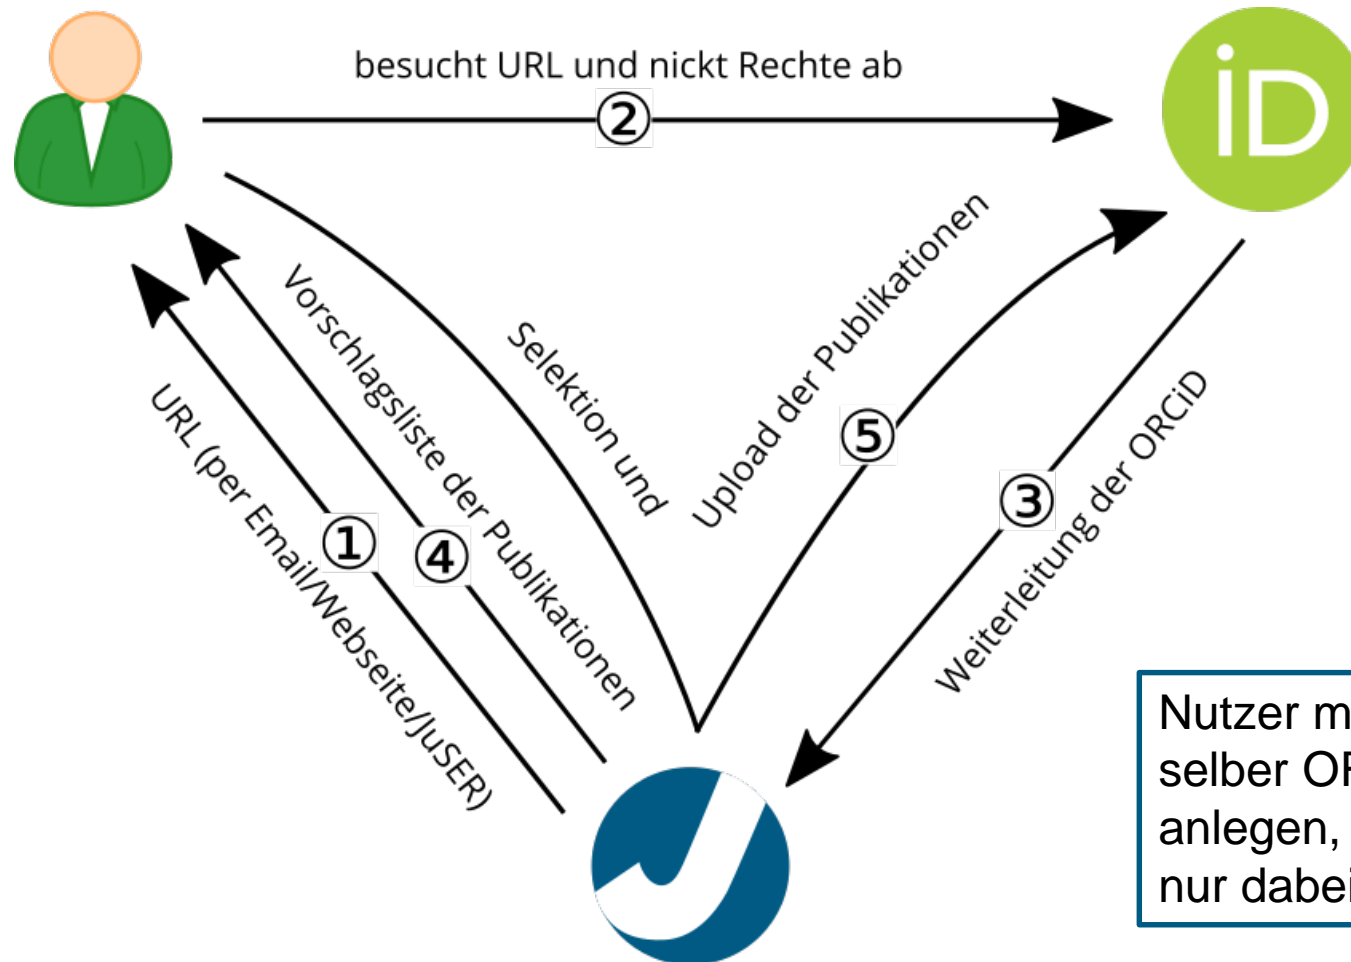 besucht URL und nickt Rechte ab
②
iD
Vorschlagsliste der Publikationen
④
URL (per Email/Webseite/JuSER)
①
Selektion und
Upload der Publikationen
⑤
Weiterleitung der ORCiD
③
J
Nutzer
selber
anlegen,
nur dabei